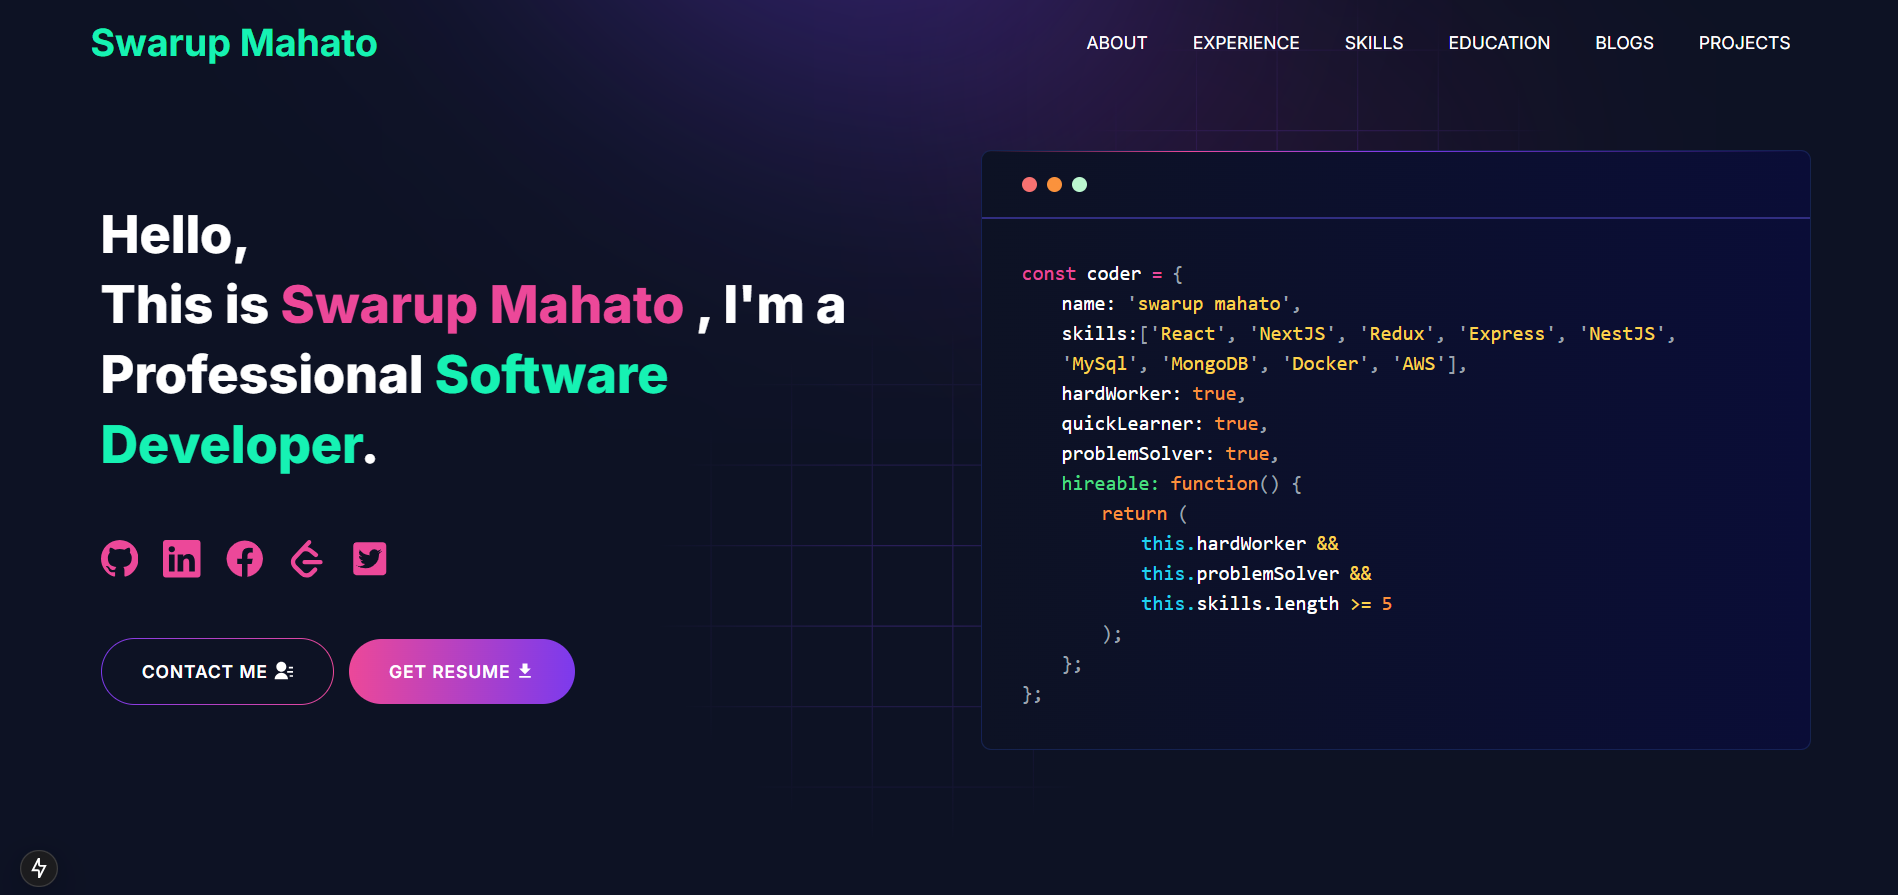 Swarup Mahato
ABOUT EXPERIENCE SKILLS EDUCATION BLOGS PROJECTS
Hello,
This is Swarup Mahato , I'm a
Professional Software
Developer.
CONTACT ME
GET RESUME
const coder = {
name: 'swarup mahato',
skills:['React', 'NextJS', 'Redux', 'Express', 'NestJS',
'MySql', 'MongoDB', 'Docker', 'AWS'],
hardWorker: true,
quickLearner: true,
problemSolver: true,
hireable: function() {
return (
this.hardWorker &&
this.problemSolver &&
this.skills.length >= 5
);
};
};